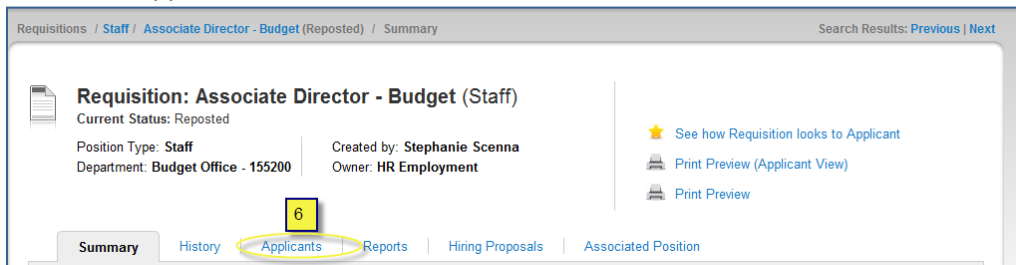 Requisitions / Staff / Associate Director - Budget (Reposted) / Summary Search Results: Previous | Next
Requisition: Associate Director - Budget (Staff)
Current Status: Reposted
Position Type: Staff Created by: Stephanie Scenna
Department: Budget Office - 155200 Owner: HR Employment
See how Requisition looks to Applicant
Print Preview (Applicant View)
Print Preview
6
Summary History Applicants Reports Hiring Proposals Associated Position